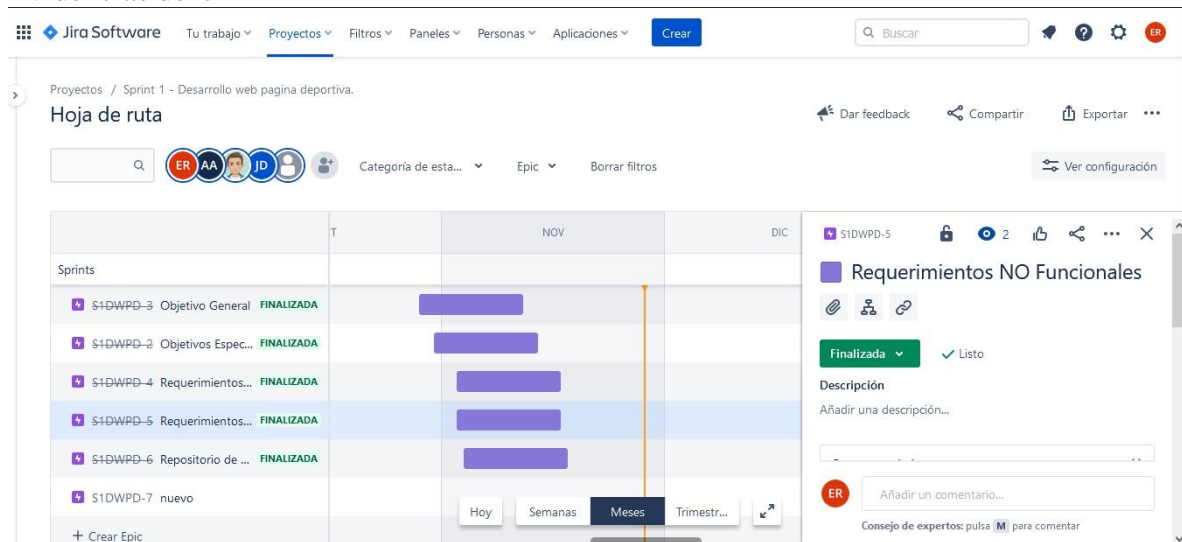 Jira Software Tu trabajo Proyectos Filtros Paneles Personas Aplicaciones Crear Buscar ER
Proyectos / Sprint 1 - Desarrollo web pagina deportiva.
Hoja de ruta
Dar feedback Compartir Exportar
ER AA JD Categoría de esta... Epic Borrar filtros Ver configuración
T NOV DIC
Sprints
S1DWPD-3 Objetivo General FINALIZADA
S1DWPD-2 Objetivos Espec... FINALIZADA
S1DWPD-4 Requerimientos... FINALIZADA
S1DWPD-5 Requerimientos... FINALIZADA
S1DWPD-6 Repositorio de ... FINALIZADA
S1DWPD-7 nuevo
+ Crear Epic
Hoy Semanas Meses Trimestr...
S1DWPD-5 2
Requerimientos NO Funcionales
Finalizada Listo
Descripción
Añadir una descripción...
ER Añadir un comentario...
Consejo de expertos: pulsa M para comentar